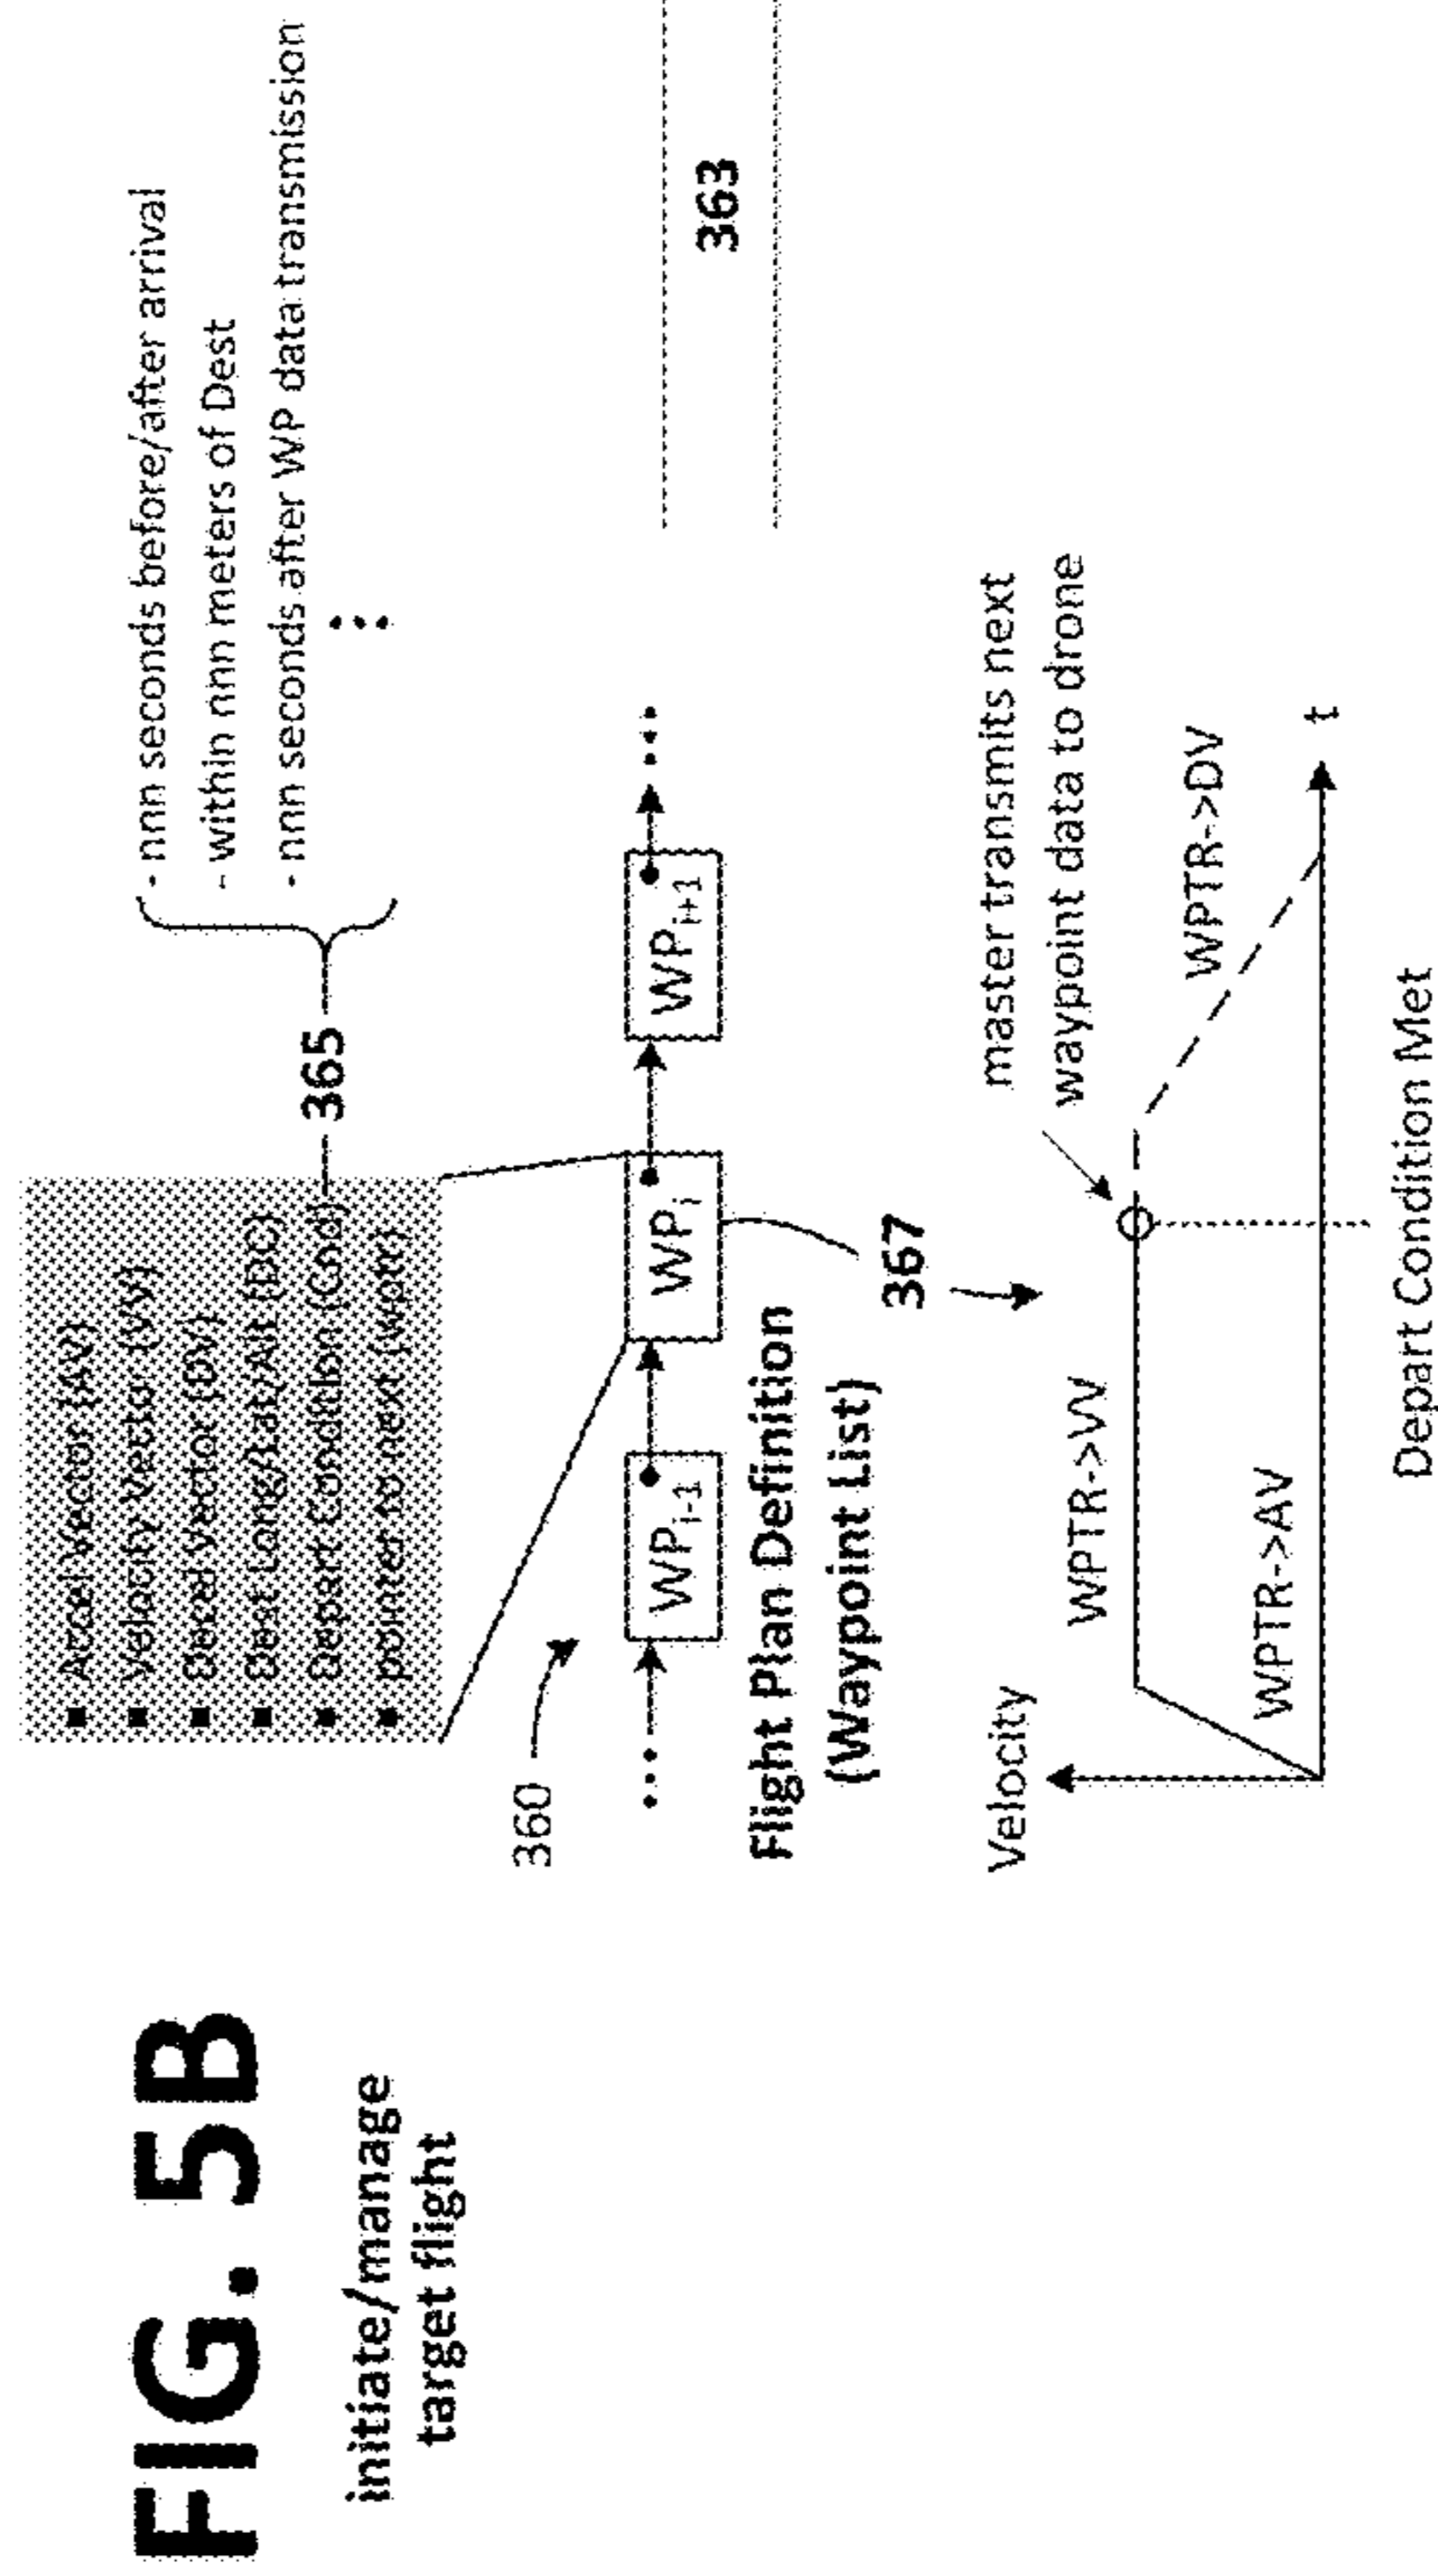 FIG. 5B
initiate/manage
target flight
■ Accel Vector (AV)
■ Velocity Vector (VV)
■ Decel Vector (DV)
■ Dest Long/Lat/Alt (DC)
● Depart Condition (Cnd)
● pointer to next (wptr)
365
- nnn seconds before/after arrival
- within nnn meters of Dest
- nnn seconds after WP data transmission
360
WPi-1
WPi
WPi+1
363
Flight Plan Definition
(Waypoint List)
367
Velocity
WPTR->VV
WPTR->AV
master transmits next
waypoint data to drone
WPTR->DV
t
Depart Condition Met